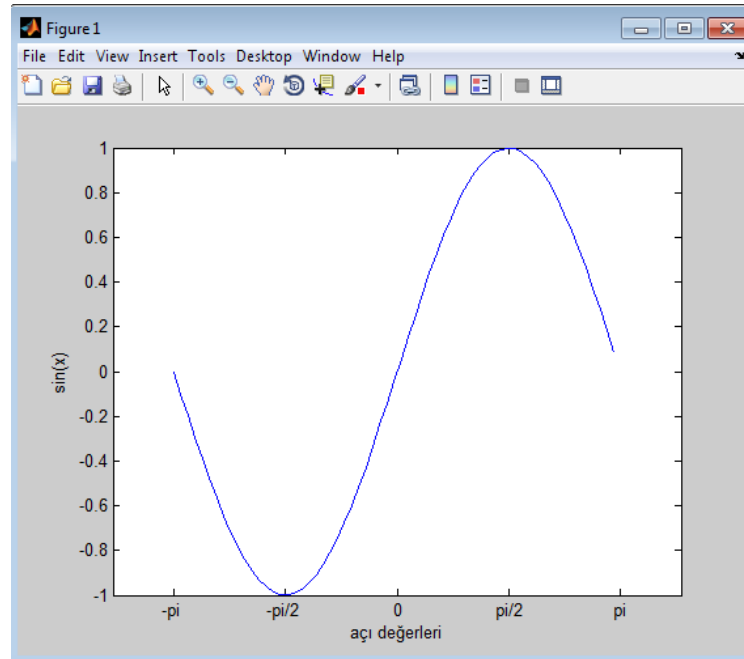 Figure 1
File Edit View Insert Tools Desktop Window Help
1
0.8
0.6
0.4
0.2
0
-0.2
-0.4
-0.6
-0.8
-1
sin(x)
-pi -pi/2 0 pi/2 pi
açı değerleri